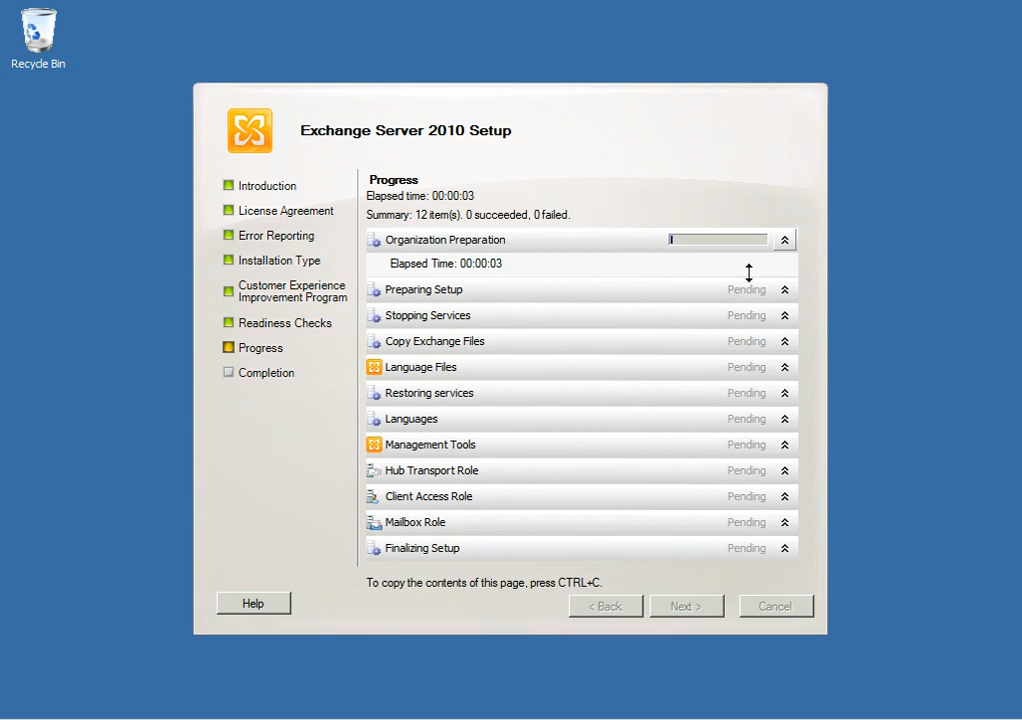 Recycle Bin
Exchange Server 2010 Setup
Introduction
License Agreement
Error Reporting
Installation Type
Customer Experience
Improvement Program
Readiness Checks
Progress
Completion
Progress
Elapsed time: 00:00:03
Summary: 12 item(s). 0 succeeded, 0 failed.
Organization Preparation
Elapsed Time: 00:00:03
Preparing Setup Pending
Stopping Services Pending
Copy Exchange Files Pending
Language Files Pending
Restoring services Pending
Languages Pending
Management Tools Pending
Hub Transport Role Pending
Client Access Role Pending
Mailbox Role Pending
Finalizing Setup Pending
To copy the contents of this page, press CTRL+C.
Help < Back Next > Cancel